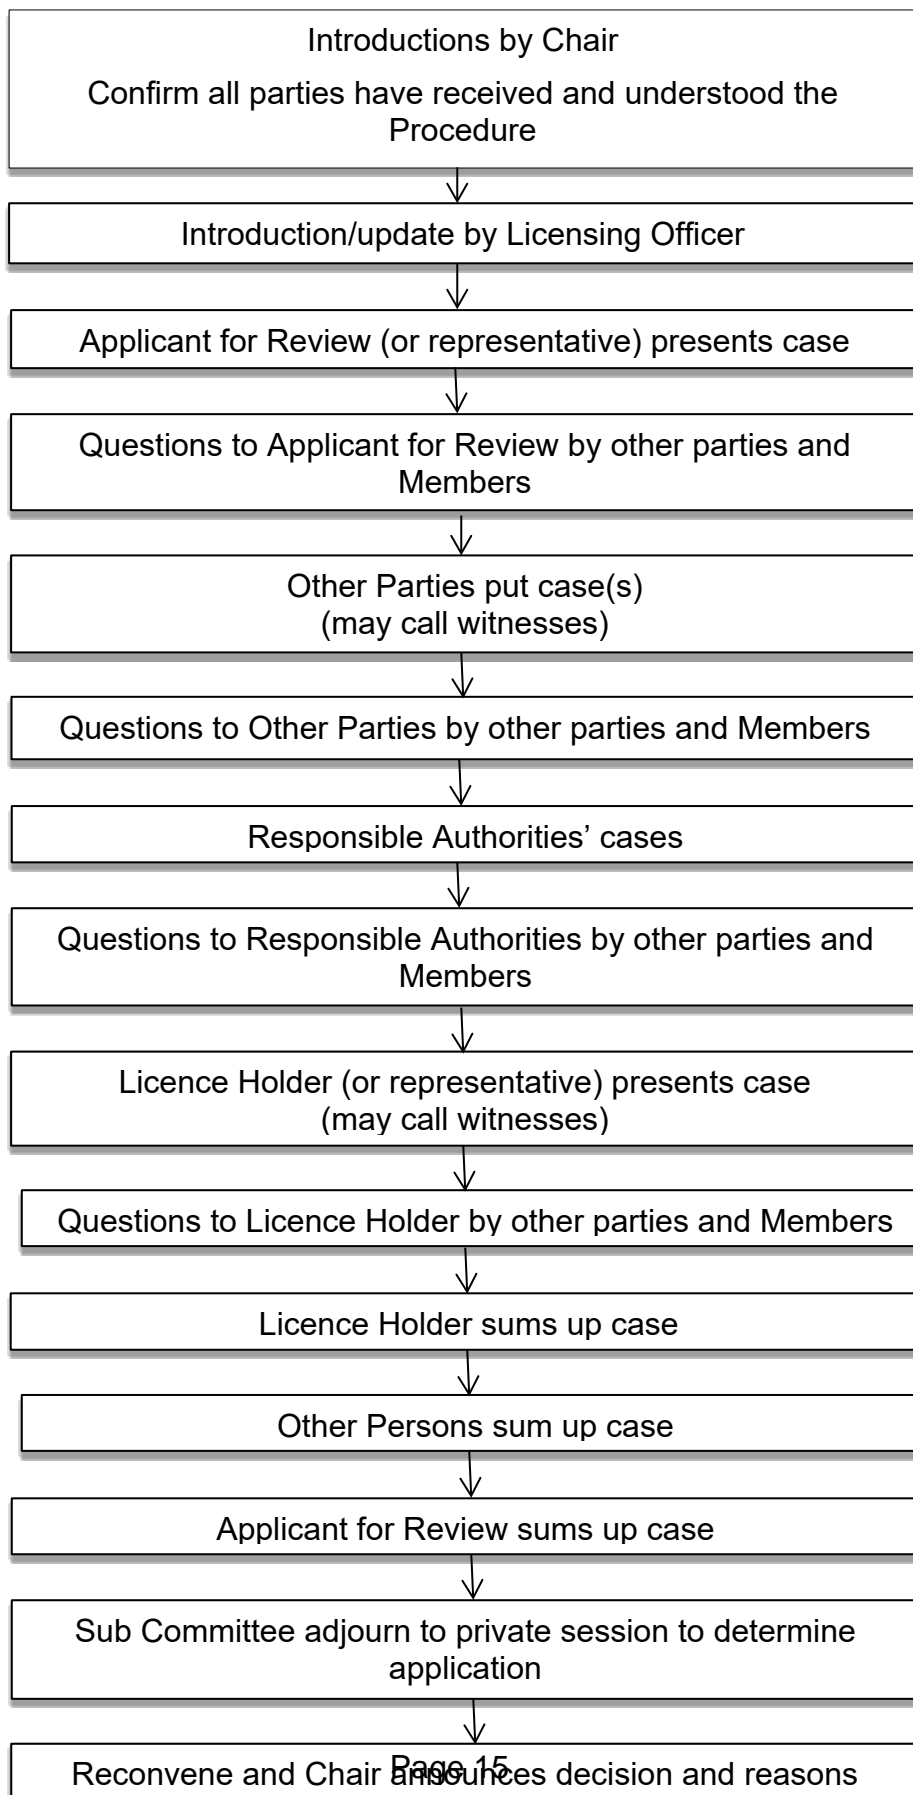 Introductions by Chair
Confirm all parties have received and understood the
Procedure
Introduction/update by Licensing Officer
Applicant for Review (or representative) presents case
Questions to Applicant for Review by other parties and
Members
Other Parties put case(s)
(may call witnesses)
Questions to Other Parties by other parties and Members
Responsible Authorities’ cases
Questions to Responsible Authorities by other parties and
Members
Licence Holder (or representative) presents case
(may call witnesses)
Questions to Licence Holder by other parties and Members
Licence Holder sums up case
Other Persons sum up case
Applicant for Review sums up case
Sub Committee adjourn to private session to determine
application
Reconvene and Chair announces decision and reasons
Page 15